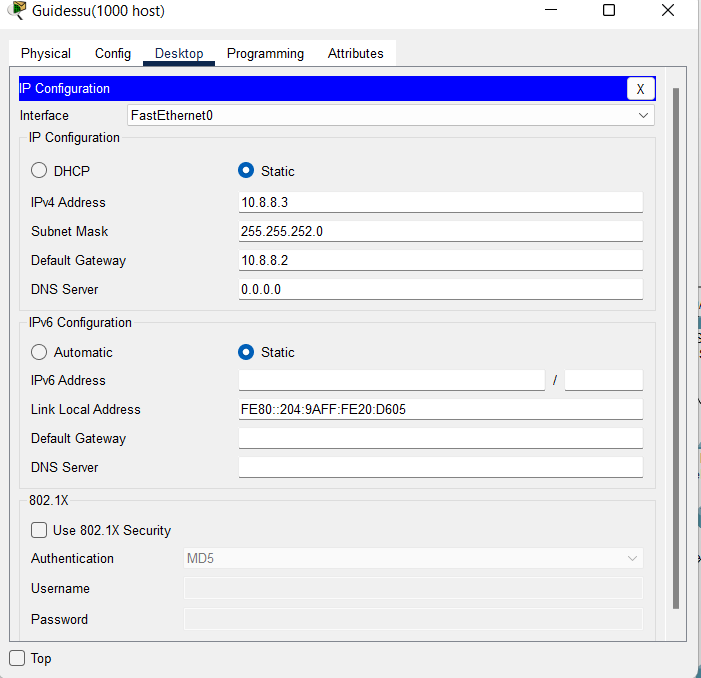 Guidessu(1000 host)
Physical Config Desktop Programming Attributes
IP Configuration X
Interface FastEthernet0
IP Configuration
DHCP Static
IPv4 Address 10.8.8.3
Subnet Mask 255.255.252.0
Default Gateway 10.8.8.2
DNS Server 0.0.0.0
IPv6 Configuration
Automatic Static
IPv6 Address /
Link Local Address FE80::204:9AFF:FE20:D605
Default Gateway
DNS Server
802.1X
Use 802.1X Security
Authentication MD5
Username
Password
Top